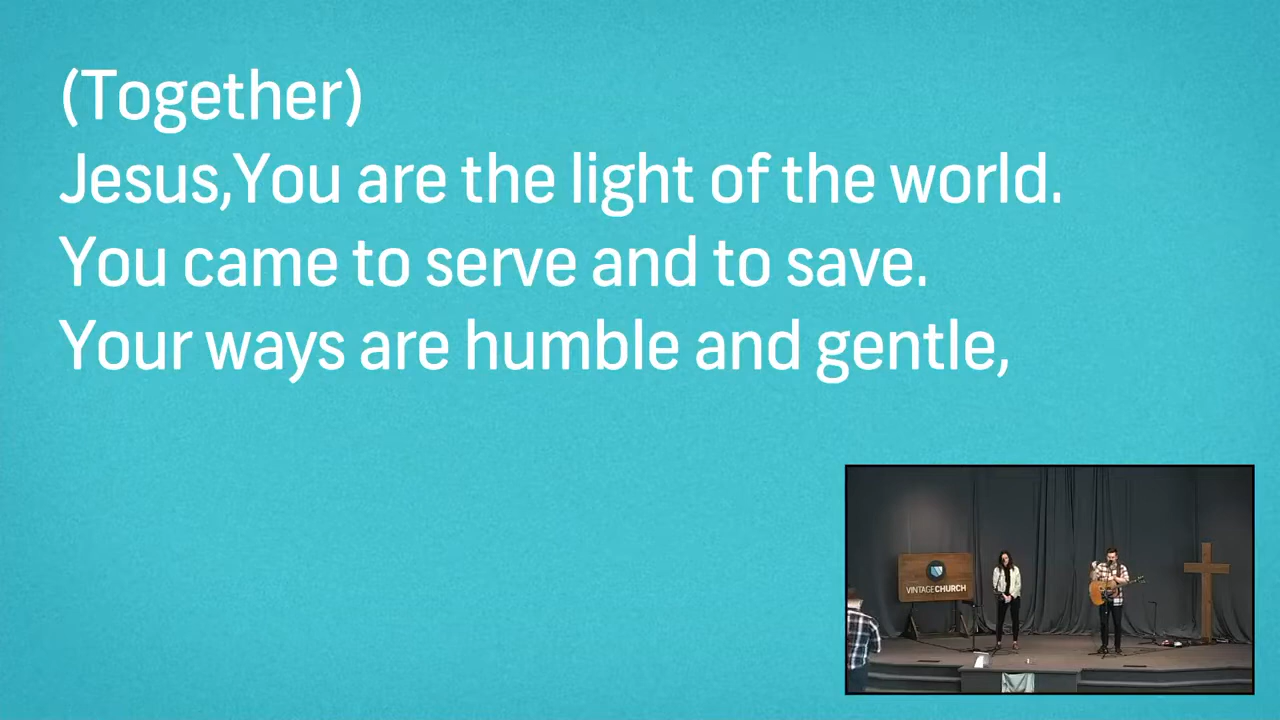 (Together)
Jesus,You are the light of the world.
You came to serve and to save.
Your ways are humble and gentle,
VINTAGECHURCH